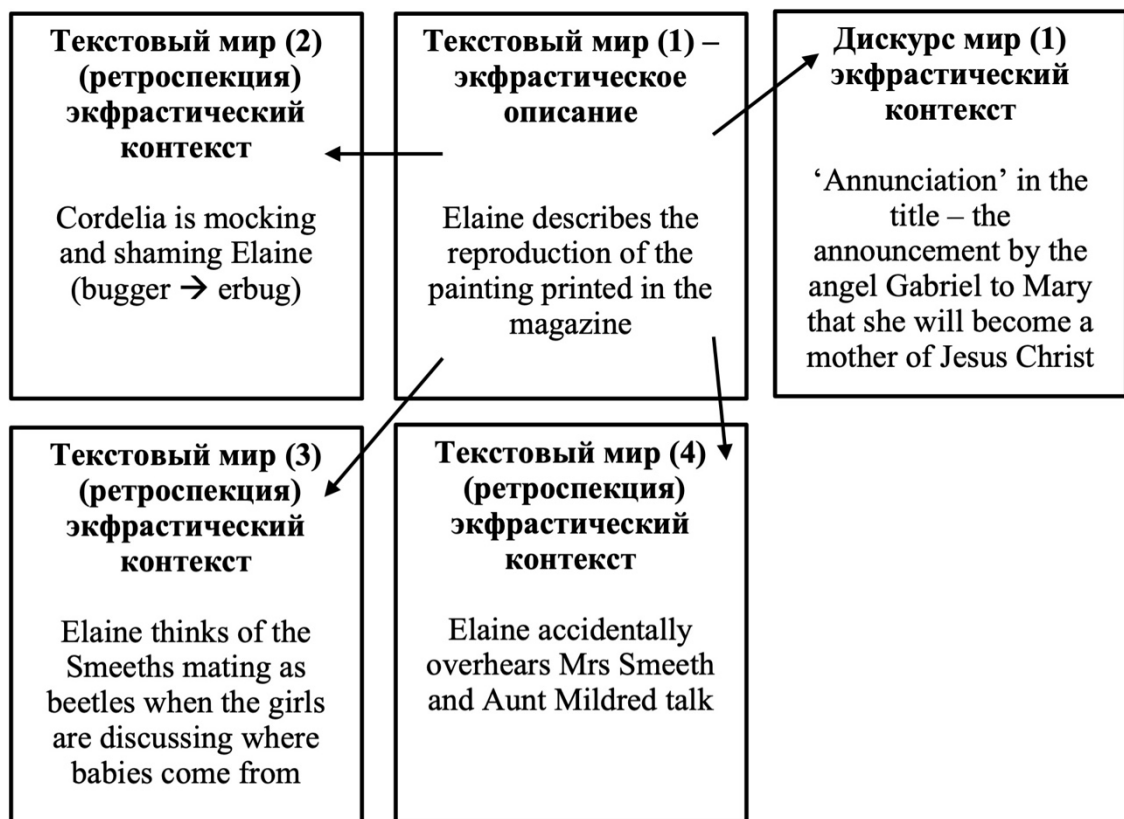 Текстовый мир (2)
(ретроспекция)
экфрастический
контекст
Cordelia is mocking
and shaming Elaine
(bugger → erbug)
Текстовый мир (1) –
экфрастическое
описание
Elaine describes the
reproduction of the
painting printed in the
magazine
Дискурс мир (1)
экфрастический
контекст
‘Annunciation’ in the
title – the
announcement by the
angel Gabriel to Mary
that she will become a
mother of Jesus Christ
Текстовый мир (3)
(ретроспекция)
экфрастический
контекст
Elaine thinks of the
Smeeths mating as
beetles when the girls
are discussing where
babies come from
Текстовый мир (4)
(ретроспекция)
экфрастический
контекст
Elaine accidentally
overhears Mrs Smeeth
and Aunt Mildred talk